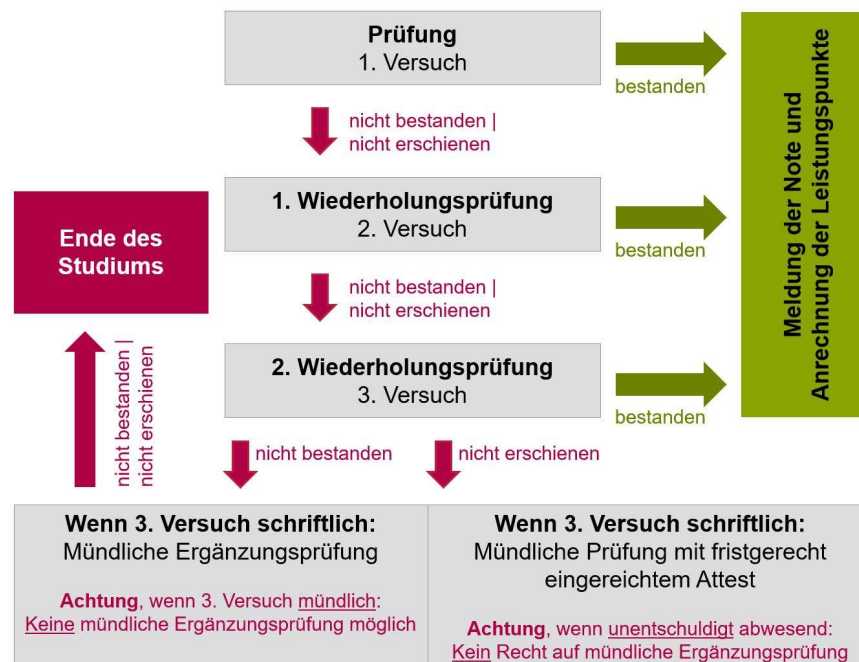 Prüfung
1. Versuch
bestanden
nicht bestanden |
nicht erschienen
1. Wiederholungsprüfung
2. Versuch
bestanden
Ende des
Studiums
nicht bestanden |
nicht erschienen
2. Wiederholungsprüfung
3. Versuch
bestanden
Meldung der Note und
Anrechnung der Leistungspunkte
nicht bestanden |
nicht erschienen
nicht bestanden
nicht erschienen
Wenn 3. Versuch schriftlich:
Mündliche Ergänzungsprüfung
Achtung, wenn 3. Versuch mündlich:
Keine mündliche Ergänzungsprüfung möglich
Wenn 3. Versuch schriftlich:
Mündliche Prüfung mit fristgerecht
eingereichtem Attest
Achtung, wenn unentschuldigt abwesend:
Kein Recht auf mündliche Ergänzungsprüfung